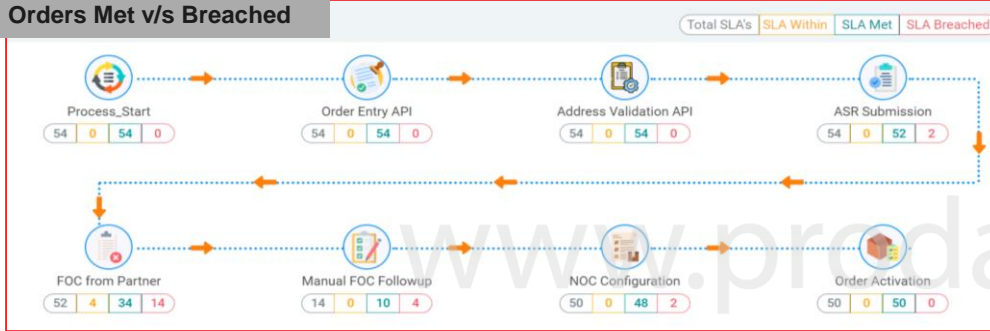 Orders Met v/s Breached
Total SLA's SLA Within SLA Met SLA Breached
Process_Start Order Entry API Address Validation API ASR Submission
54 0 54 0 54 0 54 0 54 0 54 0 54 0 52 2
FOC from Partner Manual FOC Followup NOC Configuration Order Activation
52 4 34 14 14 0 10 4 50 0 48 2 50 0 50 0
www.proda